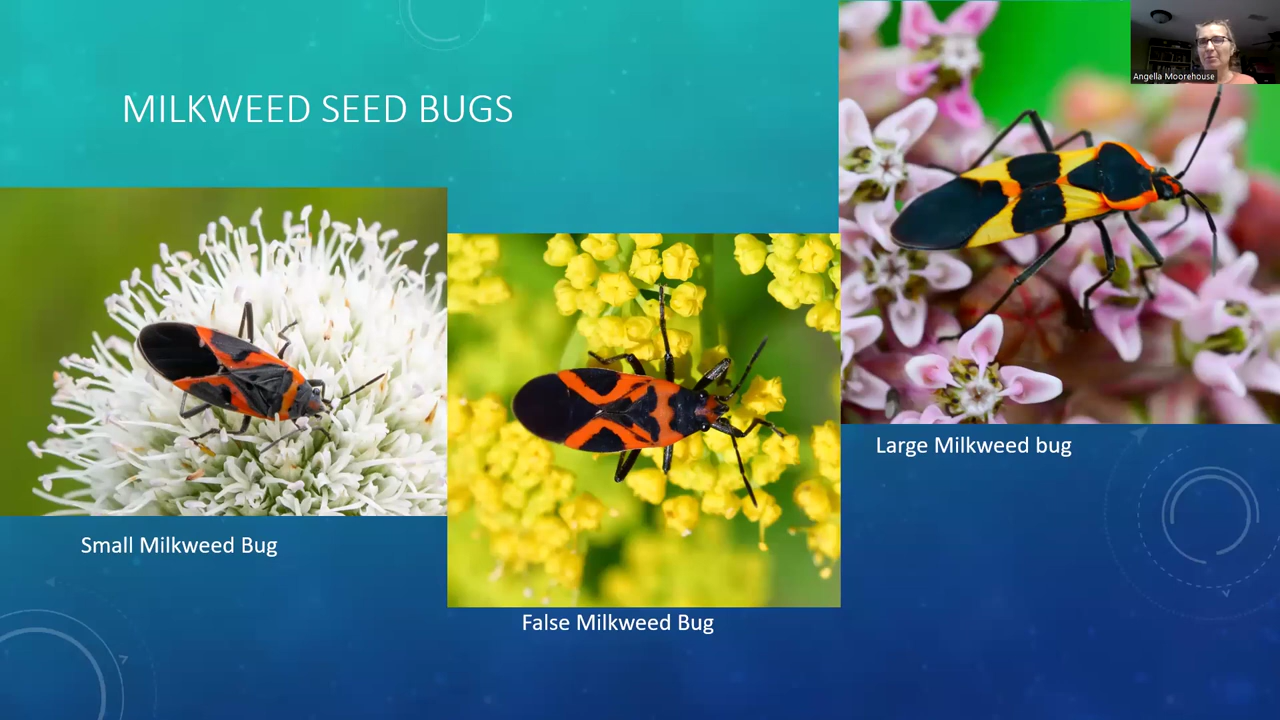 MILKWEED SEED BUGS
Angella Moorehouse
Large Milkweed bug
Small Milkweed Bug
False Milkweed Bug